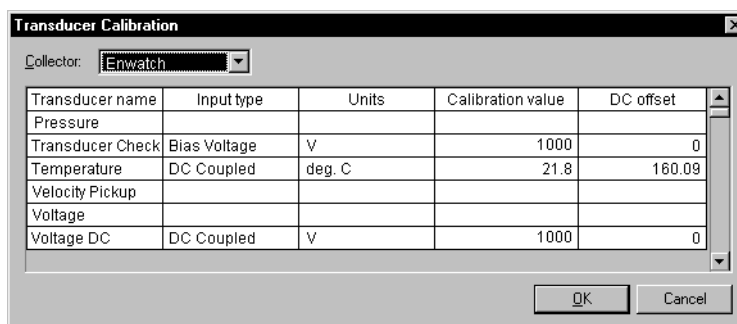 Transducer Calibration
Collector: Enwatch
Transducer name Input type Units Calibration value DC offset
Pressure
Transducer Check Bias Voltage V 1000 0
Temperature DC Coupled deg. C 21.8 160.09
Velocity Pickup
Voltage
Voltage DC DC Coupled V 1000 0
OK Cancel